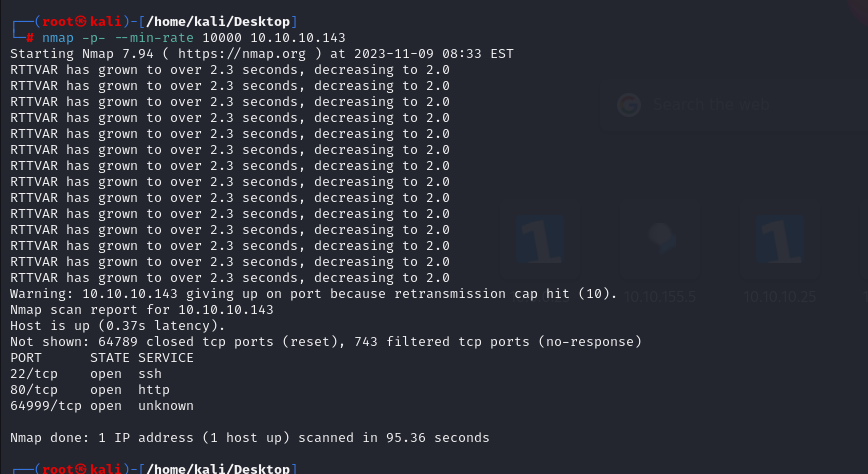 ┌──(root㉿kali)-[/home/kali/Desktop]
└─# nmap -p- --min-rate 10000 10.10.10.143
Starting Nmap 7.94 ( https://nmap.org ) at 2023-11-09 08:33 EST
RTTVAR has grown to over 2.3 seconds, decreasing to 2.0
RTTVAR has grown to over 2.3 seconds, decreasing to 2.0
RTTVAR has grown to over 2.3 seconds, decreasing to 2.0
RTTVAR has grown to over 2.3 seconds, decreasing to 2.0
RTTVAR has grown to over 2.3 seconds, decreasing to 2.0
RTTVAR has grown to over 2.3 seconds, decreasing to 2.0
RTTVAR has grown to over 2.3 seconds, decreasing to 2.0
RTTVAR has grown to over 2.3 seconds, decreasing to 2.0
RTTVAR has grown to over 2.3 seconds, decreasing to 2.0
RTTVAR has grown to over 2.3 seconds, decreasing to 2.0
RTTVAR has grown to over 2.3 seconds, decreasing to 2.0
RTTVAR has grown to over 2.3 seconds, decreasing to 2.0
RTTVAR has grown to over 2.3 seconds, decreasing to 2.0
RTTVAR has grown to over 2.3 seconds, decreasing to 2.0
Warning: 10.10.10.143 giving up on port because retransmission cap hit (10).
Nmap scan report for 10.10.10.143
Host is up (0.37s latency).
Not shown: 64789 closed tcp ports (reset), 743 filtered tcp ports (no-response)
PORT      STATE SERVICE
22/tcp    open  ssh
80/tcp    open  http
64999/tcp open  unknown
Nmap done: 1 IP address (1 host up) scanned in 95.36 seconds
┌──(root㉿kali)-[/home/kali/Desktop]
Search the web
10.10.155.5
10.10.10.25